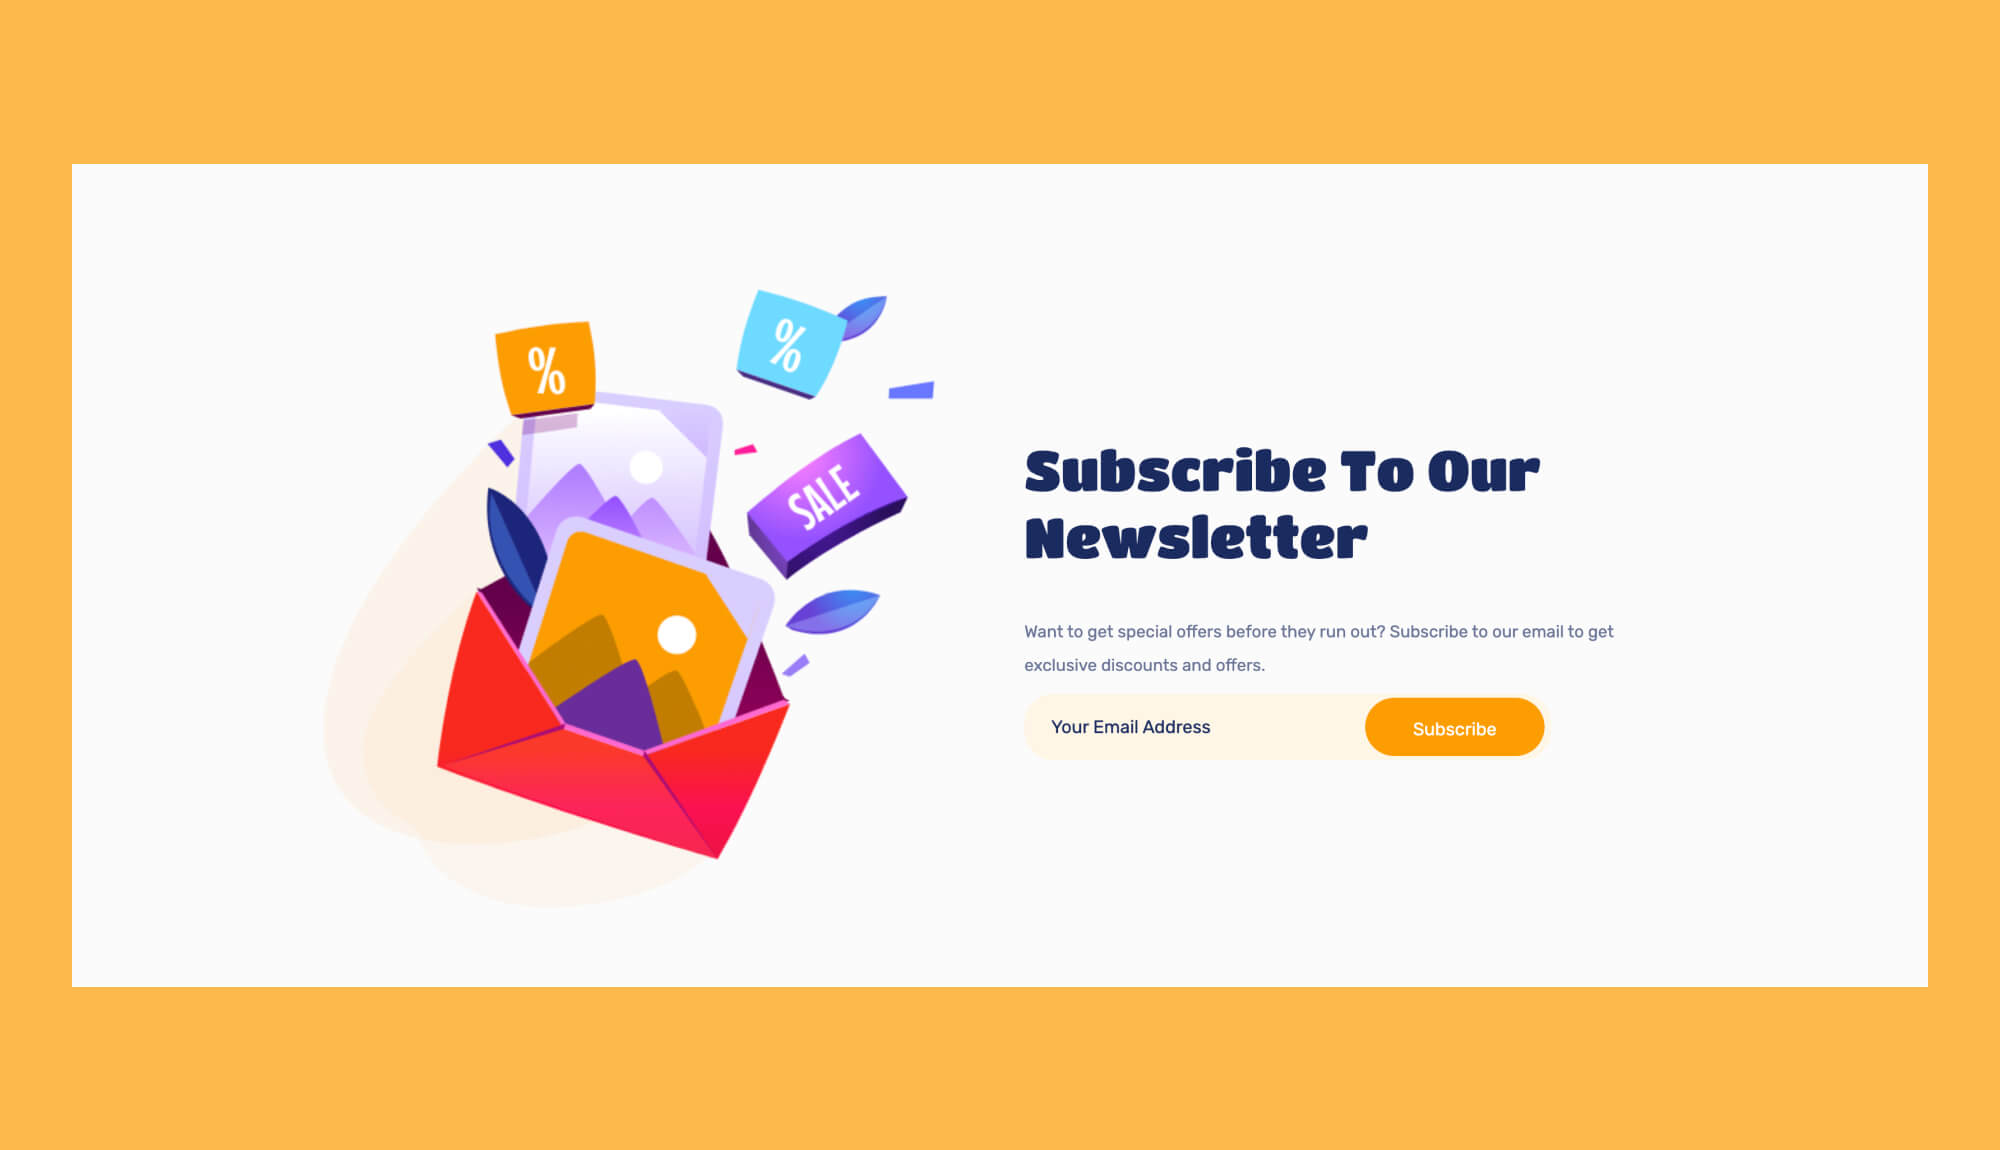 %
%
SALE
Subscribe To Our
Newsletter
Want to get special offers before they run out? Subscribe to our email to get
exclusive discounts and offers.
Your Email Address
Subscribe